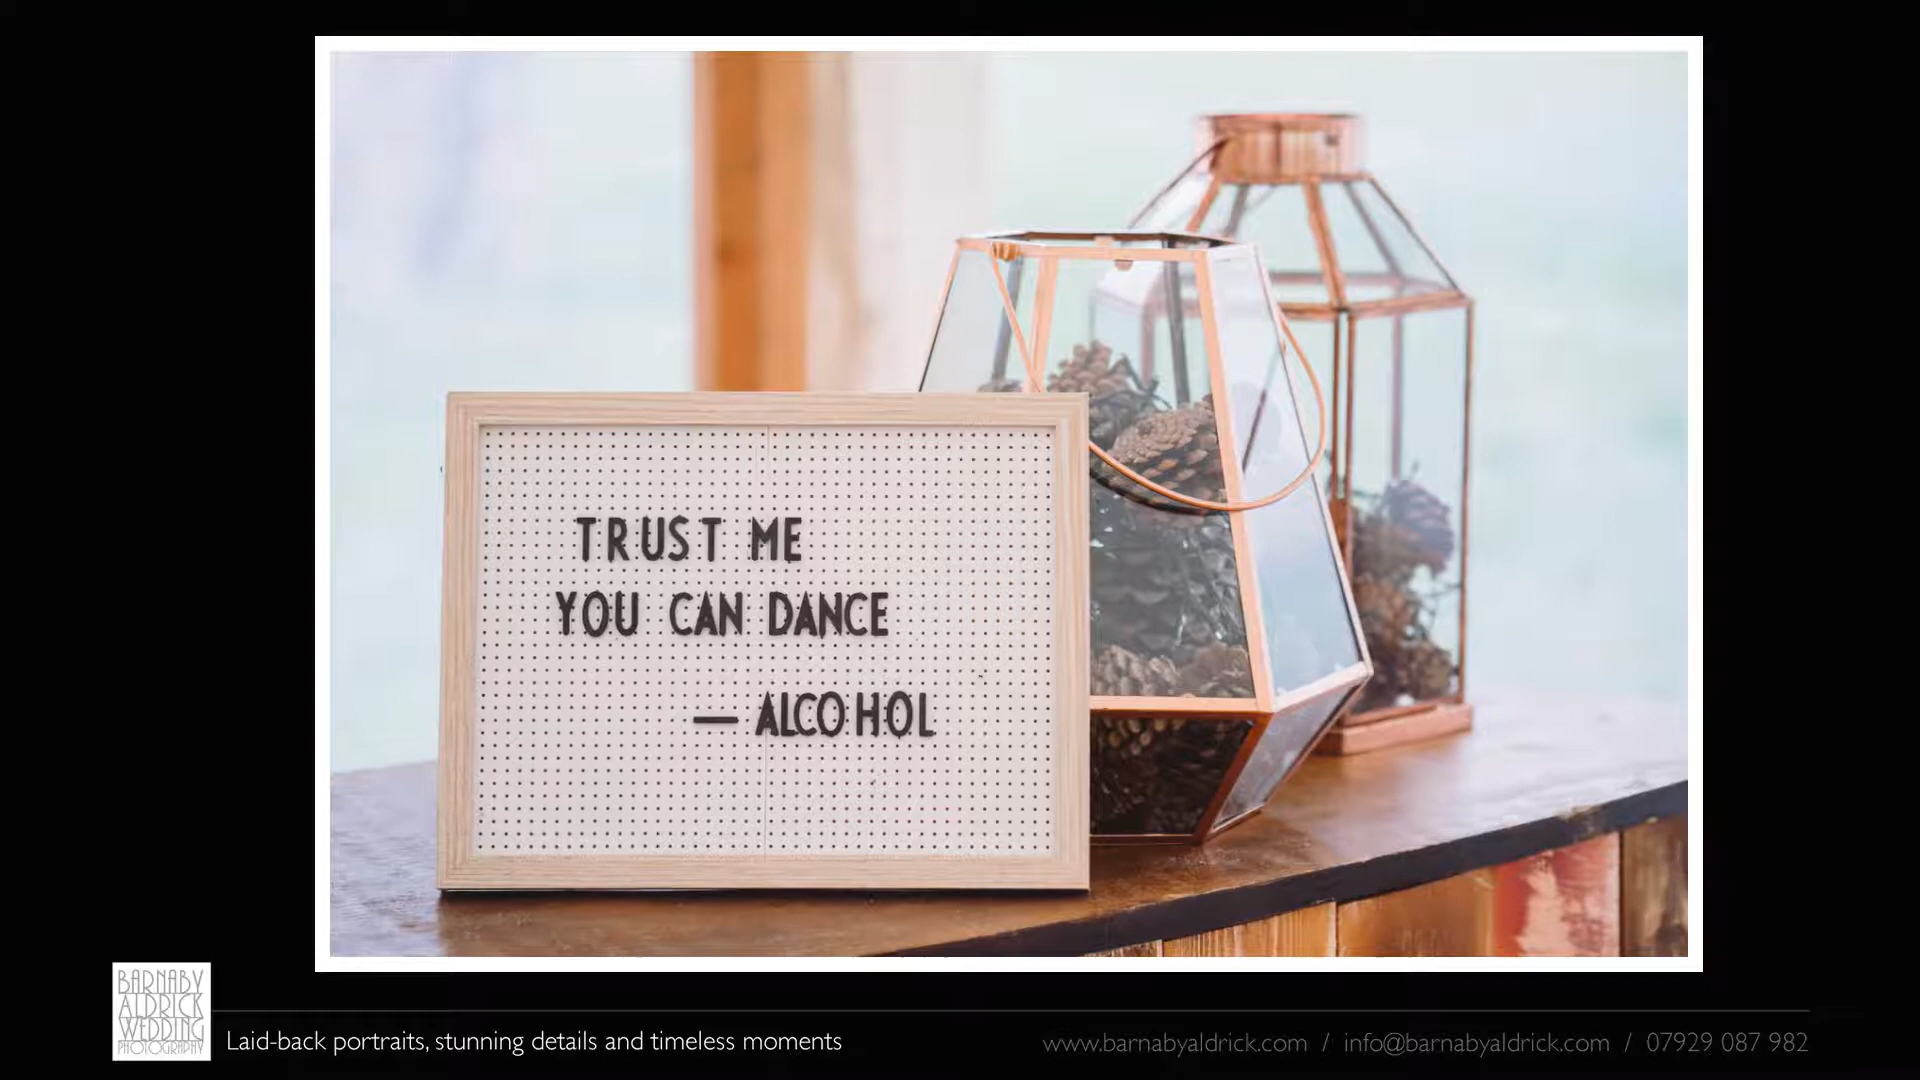 TRUST ME
YOU CAN DANCE
— ALCOHOL
BARNABY
ALDRICK
WEDDING
PHOTOGRAPHY
Laid-back portraits, stunning details and timeless moments
www.barnabyaldrick.com / info@barnabyaldrick.com / 07929 087 982